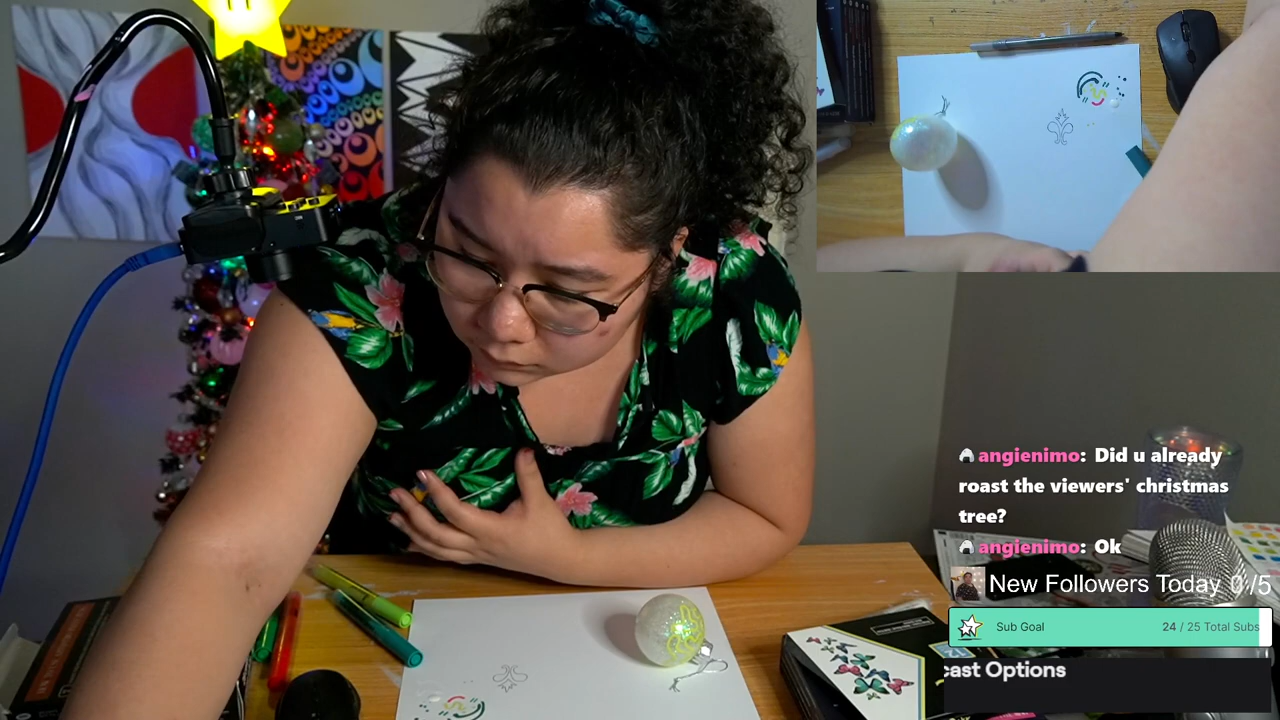 angienimo: Did u already
roast the viewers' christmas
tree?
angienimo: Ok
New Followers Today 0/5
Sub Goal 24 / 25 Total Subs
cast Options